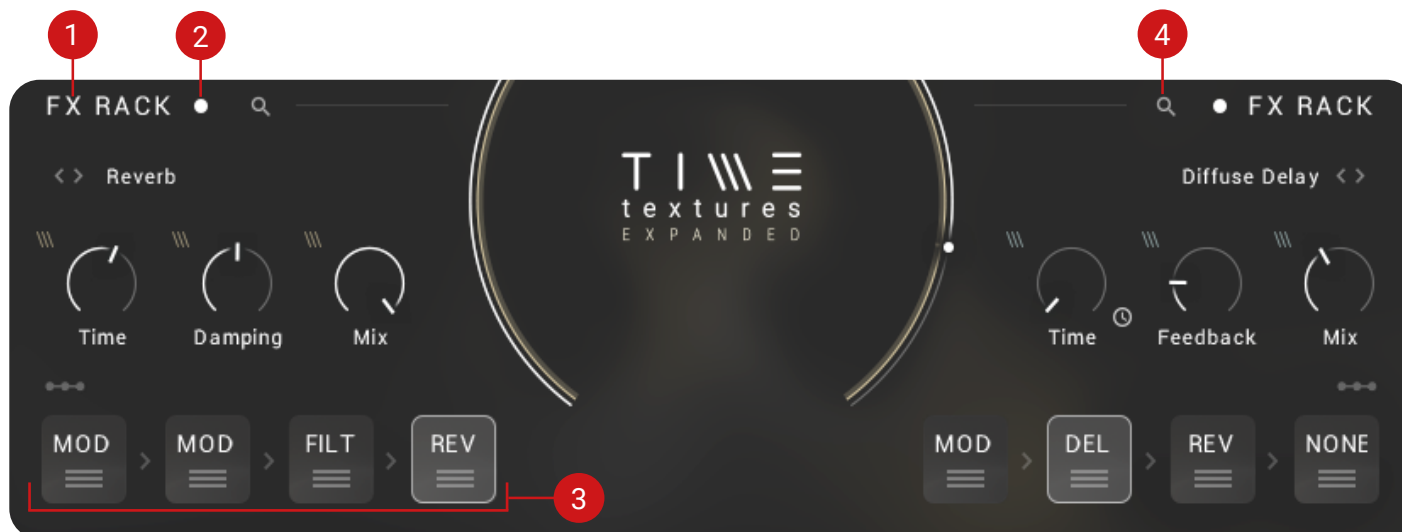 1
2
4
FX RACK
FX RACK
TIME
textures
EXPANDED
Reverb
Diffuse Delay
Time
Damping
Mix
Time
Feedback
Mix
MOD
MOD
FILT
REV
MOD
DEL
REV
NONE
3